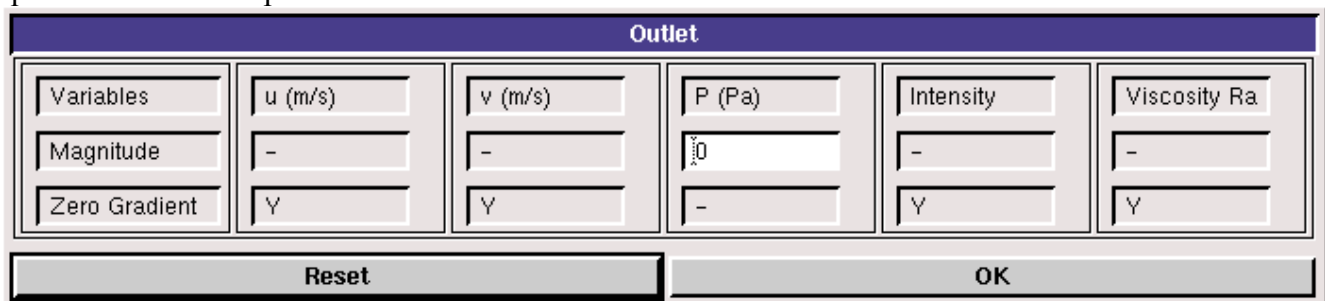 Outlet
Variables u (m/s) v (m/s) P (Pa) Intensity Viscosity Ra
Magnitude - - 0 - -
Zero Gradient Y Y - Y Y
Reset OK